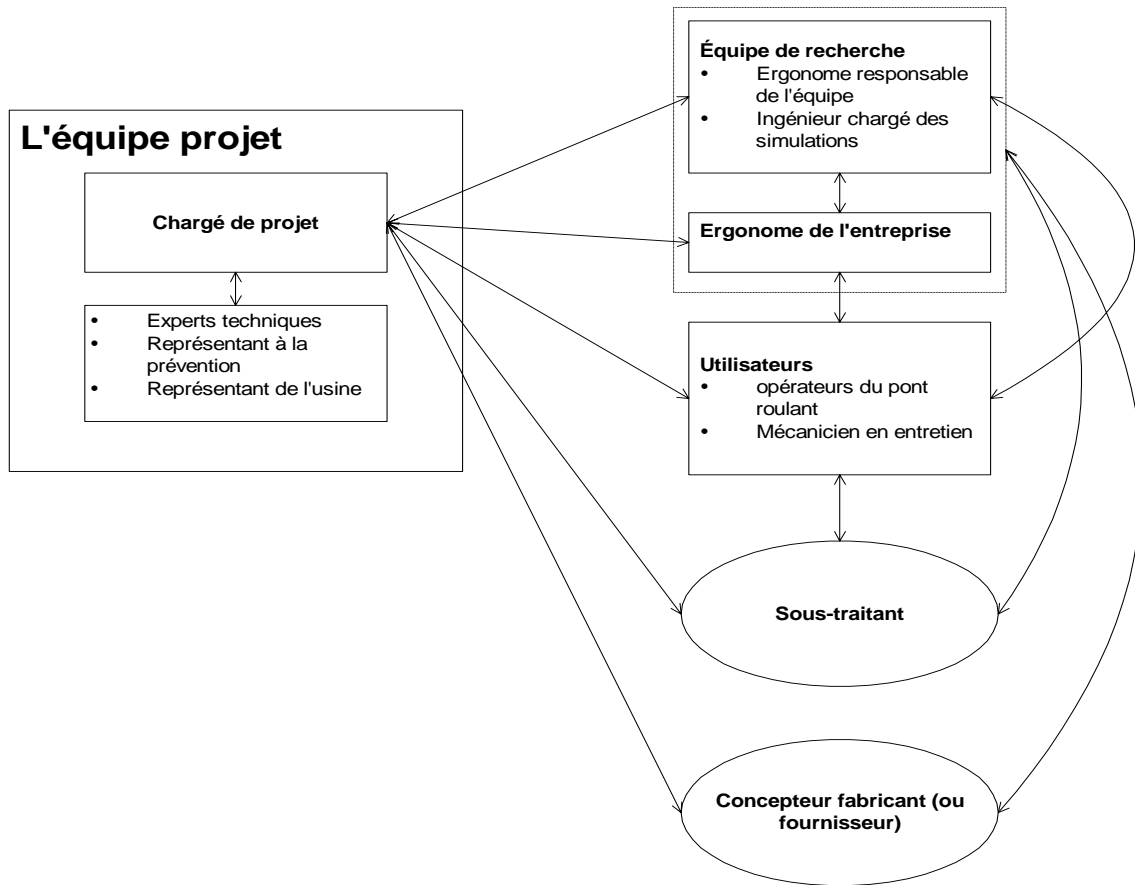 L'équipe projet
Chargé de projet
• Experts techniques
• Représentant à la
prévention
• Représentant de l'usine
Équipe de recherche
• Ergonome responsable
de l'équipe
• Ingénieur chargé des
simulations
Ergonome de l'entreprise
Utilisateurs
• opérateurs du pont
roulant
• Mécanicien en entretien
Sous-traitant
Concepteur fabricant (ou
fournisseur)